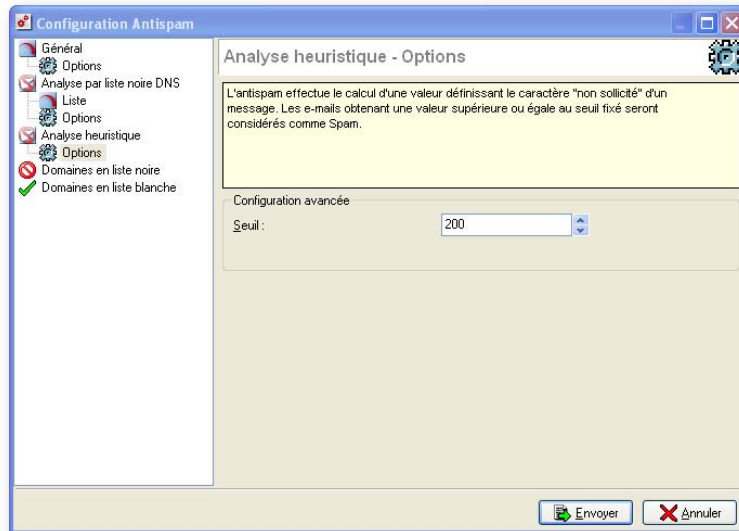 Configuration Antispam
Général
Options
Analyse par liste noire DNS
Liste
Options
Analyse heuristique
Options
Domaines en liste noire
Domaines en liste blanche
Analyse heuristique - Options
L'antispam effectue le calcul d'une valeur définissant le caractère "non sollicité" d'un
message. Les e-mails obtenant une valeur supérieure ou égale au seuil fixé seront
considérés comme Spam.
Configuration avancée
Seuil : 200
Envoyer Annuler